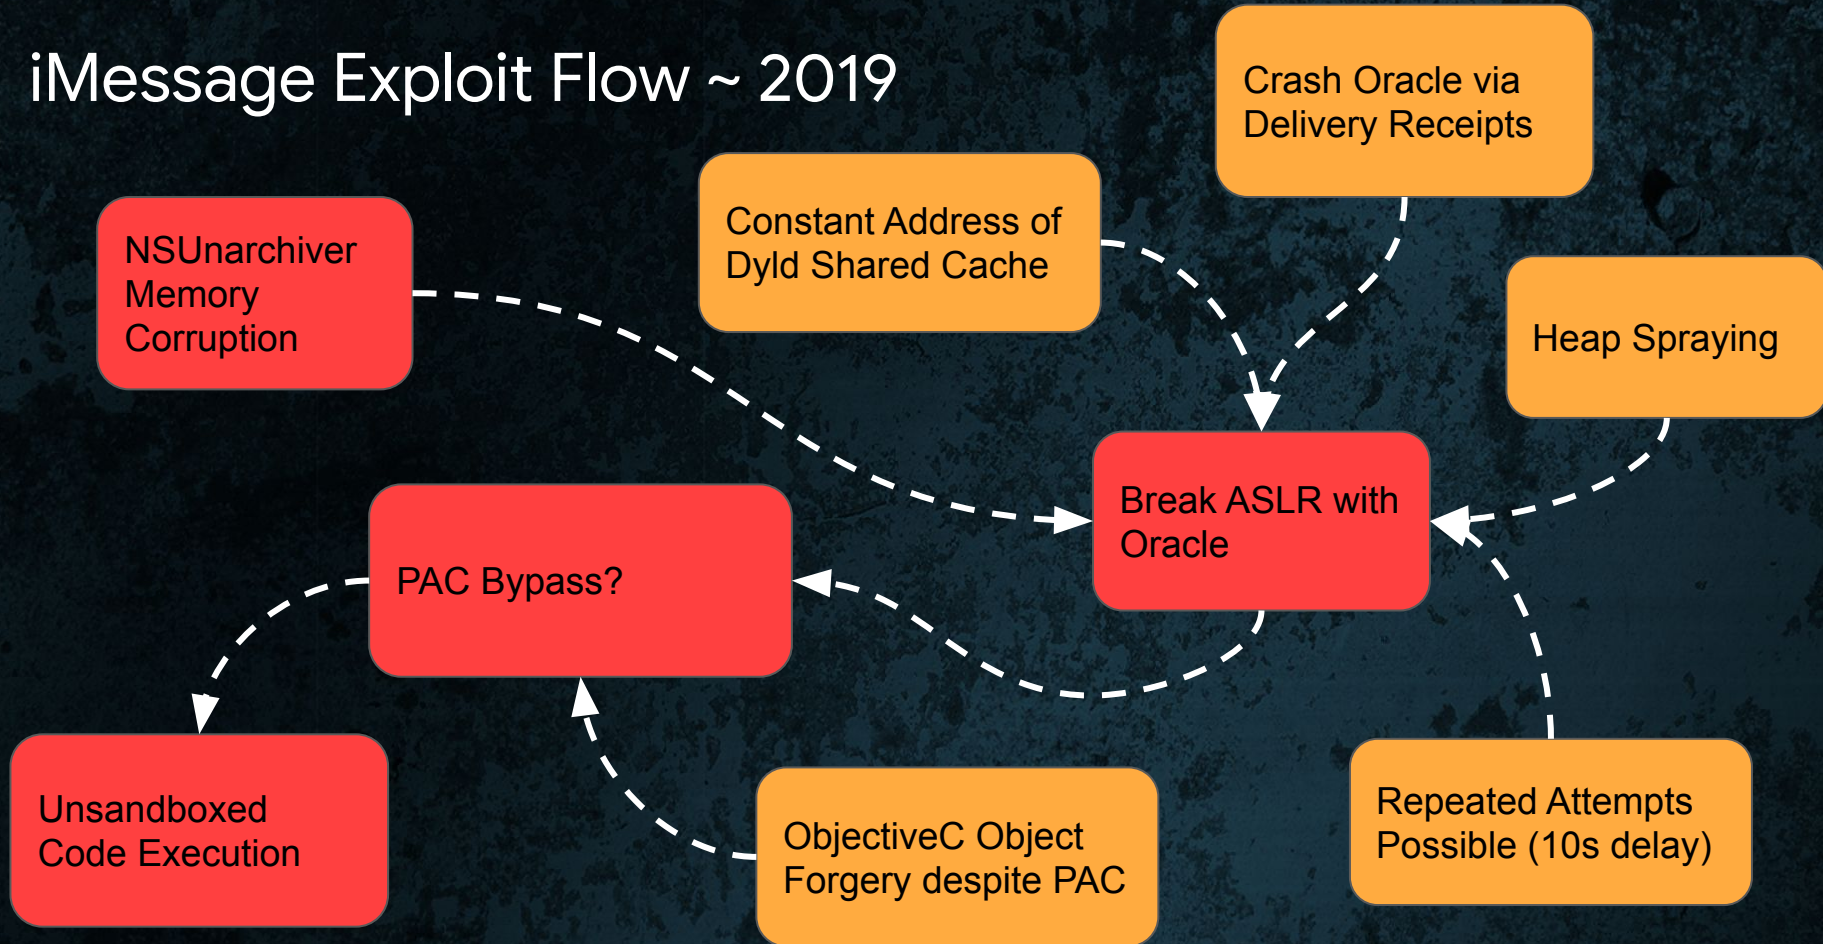 iMessage Exploit Flow ~ 2019
Crash Oracle via
Delivery Receipts
Constant Address of
Dyld Shared Cache
NSUnarchiver
Memory
Corruption
Heap Spraying
Break ASLR with
Oracle
PAC Bypass?
Unsandboxed
Code Execution
ObjectiveC Object
Forgery despite PAC
Repeated Attempts
Possible (10s delay)